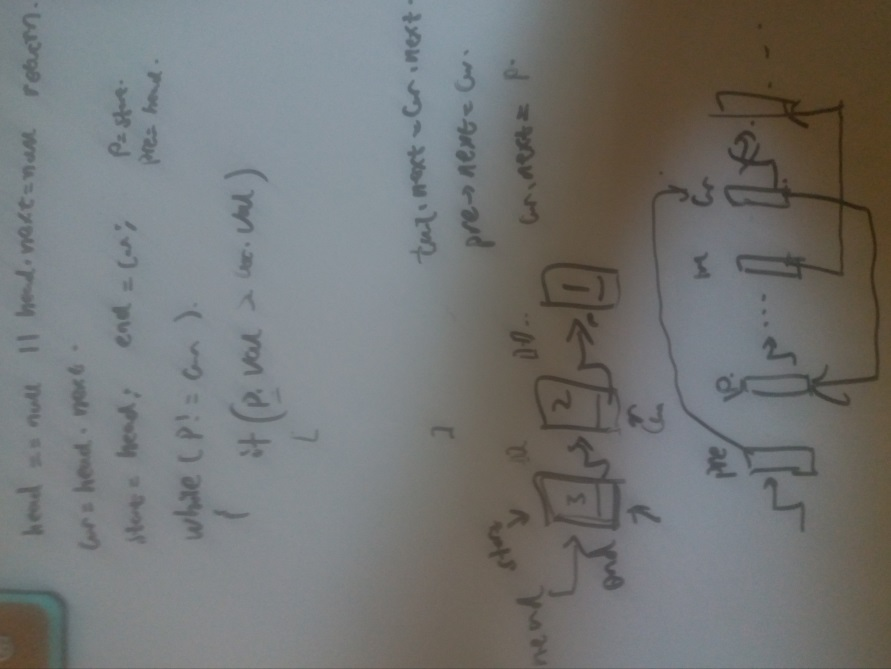 head == null || head.next=null return.
cur = head.next.
start = head; end = cur; p=start.
pre= head.
while (p != cur).
{ if (p.val > cur.val)
{
}
tail.next = cur.next.
pre->next = cur.
cur.next = p.
head start
end
3 2 1
cur
pre p. cur